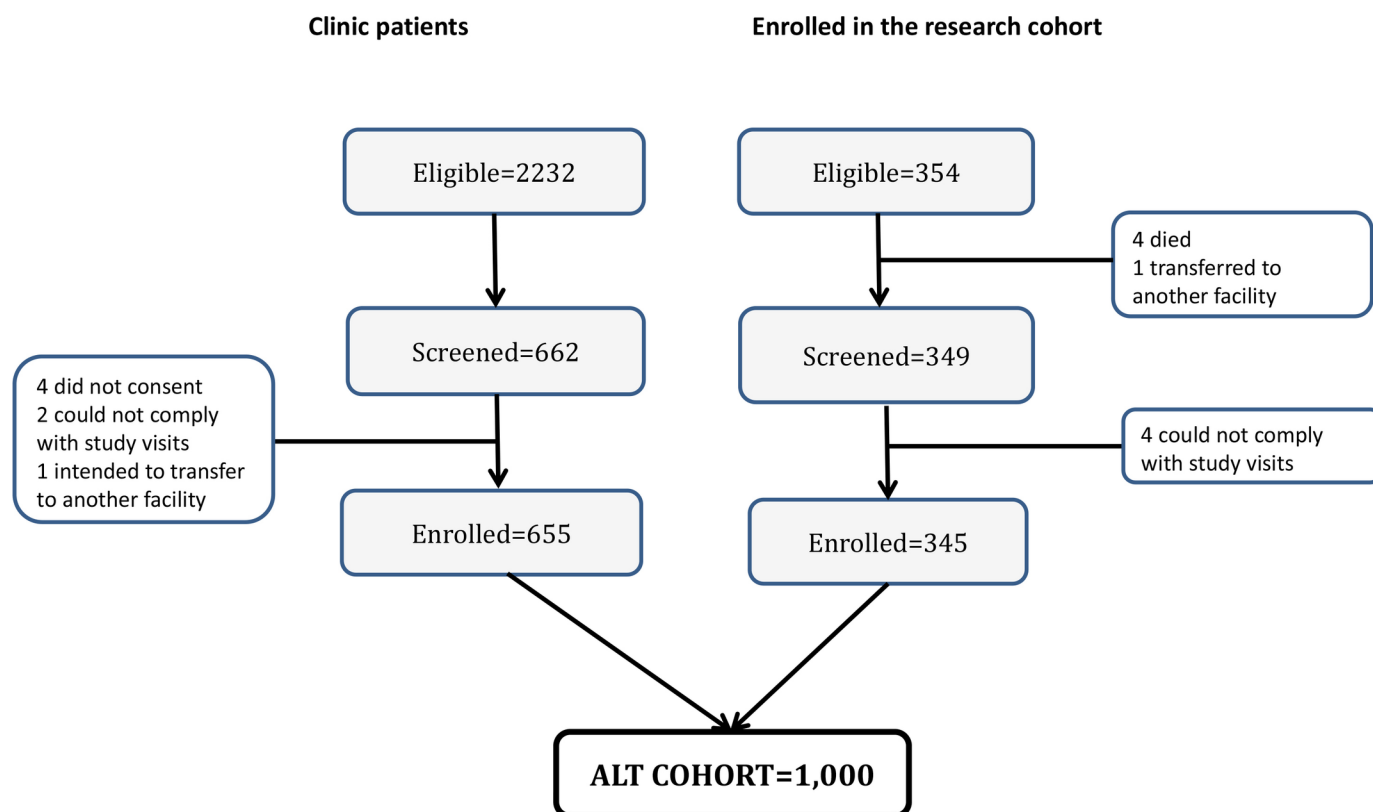 Clinic patients
Enrolled in the research cohort
Eligible=2232
Eligible=354
4 died
1 transferred to
another facility
Screened=662
Screened=349
4 did not consent
2 could not comply
with study visits
1 intended to transfer
to another facility
4 could not comply
with study visits
Enrolled=655
Enrolled=345
ALT COHORT=1,000